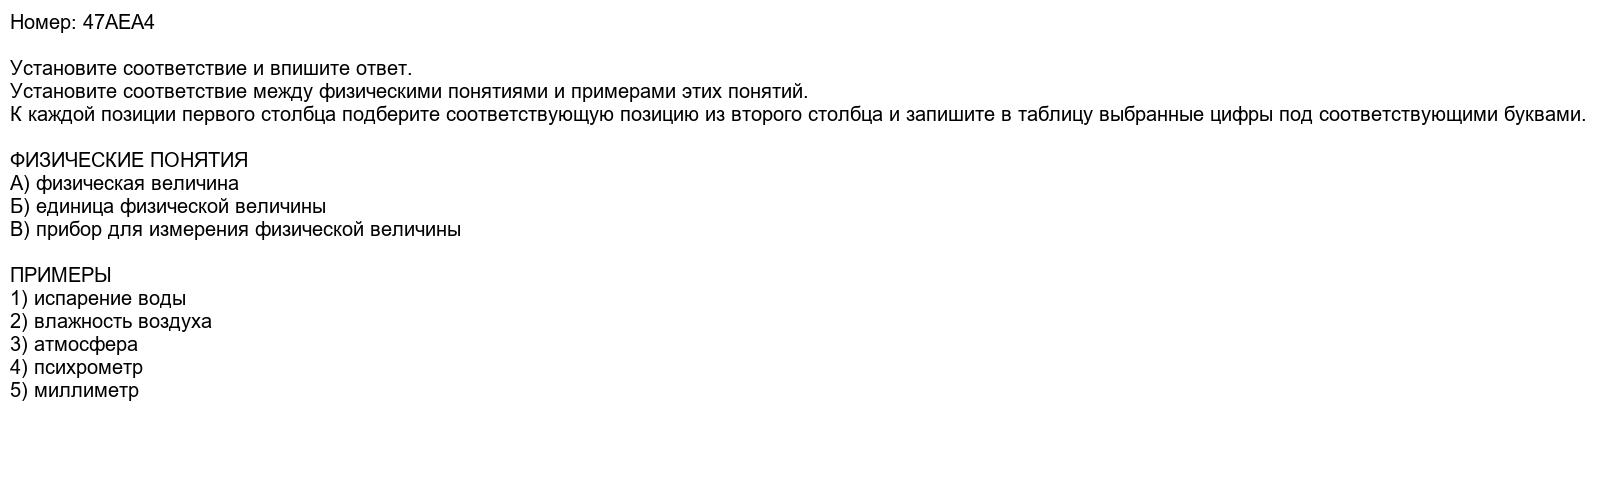 Номер: 47AEA4
Установите соответствие и впишите ответ.
Установите соответствие между физическими понятиями и примерами этих понятий.
К каждой позиции первого столбца подберите соответствующую позицию из второго столбца и запишите в таблицу выбранные цифры под соответствующими буквами.
ФИЗИЧЕСКИЕ ПОНЯТИЯ
А) физическая величина
Б) единица физической величины
В) прибор для измерения физической величины
ПРИМЕРЫ
1) испарение воды
2) влажность воздуха
3) атмосфера
4) психрометр
5) миллиметр